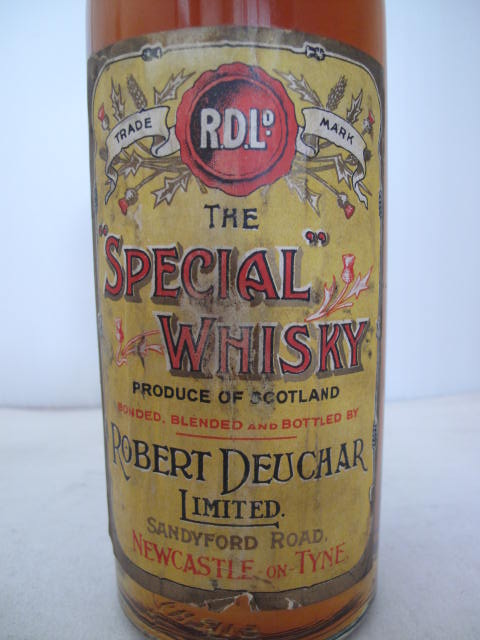 TRADE MARK
R.D.LD
THE
"SPECIAL"
WHISKY
PRODUCE OF SCOTLAND
BONDED, BLENDED AND BOTTLED BY
ROBERT DEUCHAR
LIMITED.
SANDYFORD ROAD,
NEWCASTLE-ON-TYNE